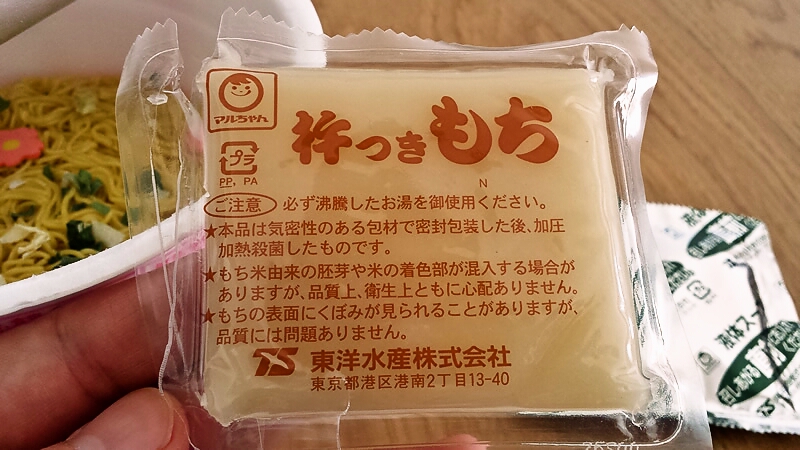 マルちゃん
杵つきもち
プラ
PP, PA
N
ご注意 必ず沸騰したお湯を御使用ください。
★本品は気密性のある包材で密封包装した後、加圧
加熱殺菌したものです。
★もち米由来の胚芽や米の着色部が混入する場合が
ありますが、品質上、衛生上ともに心配ありません。
★もちの表面にくぼみが見られることがありますが、
品質には問題ありません。
TS 東洋水産株式会社
東京都港区港南2丁目13-40
液体スー